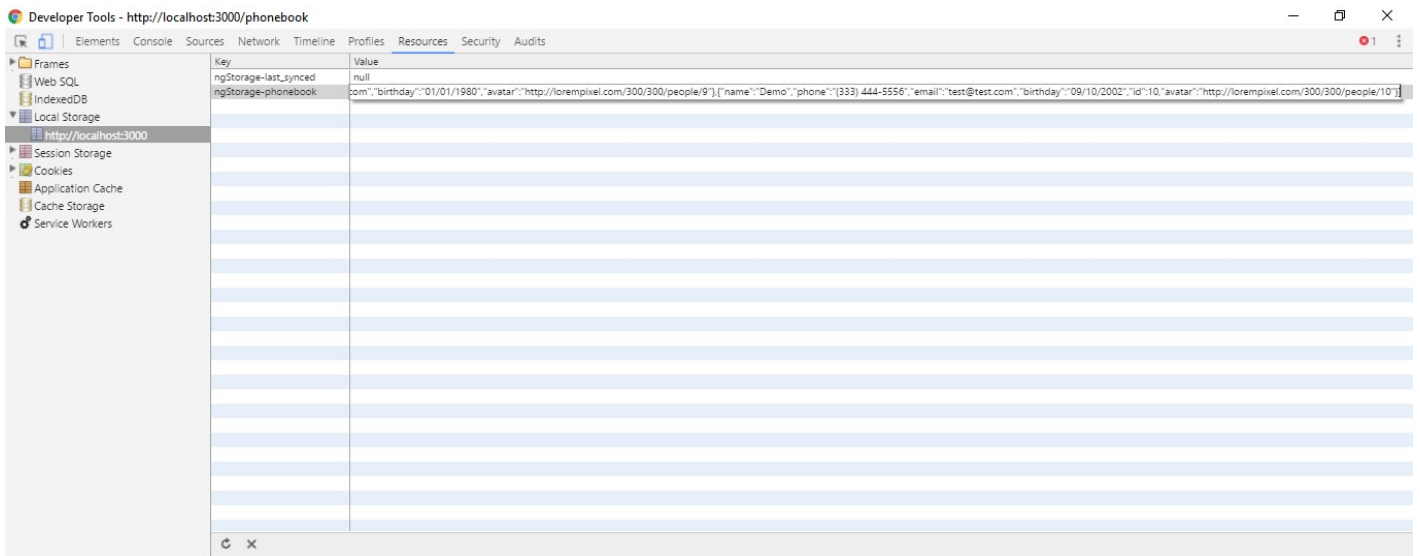 Developer Tools - http://localhost:3000/phonebook
Elements Console Sources Network Timeline Profiles Resources Security Audits 1
Frames
Web SQL
IndexedDB
Local Storage
http://localhost:3000
Session Storage
Cookies
Application Cache
Cache Storage
Service Workers
Key Value
ngStorage-last_synced null
ngStorage-phonebook com","birthday":"01/01/1980","avatar":"http://lorempixel.com/300/300/people/9"},{"name":"Demo","phone":"(333) 444-5556","email":"test@test.com","birthday":"09/10/2002","id":10,"avatar":"http://lorempixel.com/300/300/people/10"}]